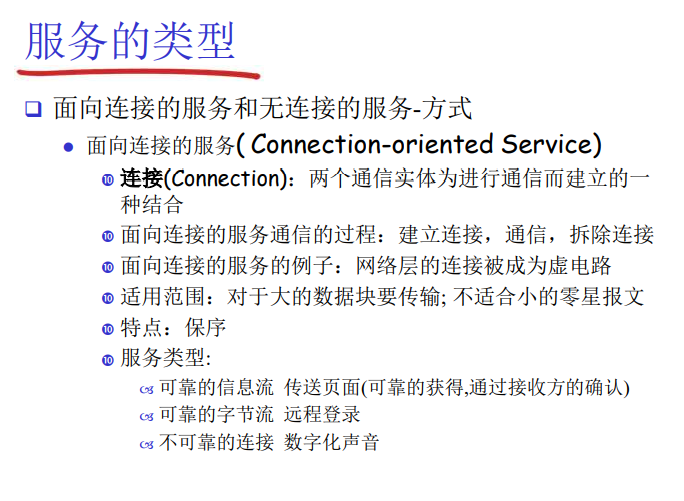 服务的类型
面向连接的服务和无连接的服务-方式
面向连接的服务( Connection-oriented Service)
连接(Connection)：两个通信实体为进行通信而建立的一
种结合
面向连接的服务通信的过程：建立连接，通信，拆除连接
面向连接的服务的例子：网络层的连接被成为虚电路
适用范围：对于大的数据块要传输; 不适合小的零星报文
特点：保序
服务类型:
可靠的信息流 传送页面(可靠的获得,通过接收方的确认)
可靠的字节流 远程登录
不可靠的连接 数字化声音